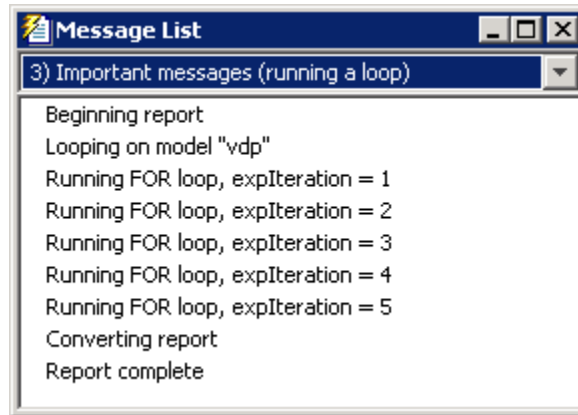 Message List
3) Important messages (running a loop)
Beginning report
Looping on model "vdp"
Running FOR loop, expIteration = 1
Running FOR loop, expIteration = 2
Running FOR loop, expIteration = 3
Running FOR loop, expIteration = 4
Running FOR loop, expIteration = 5
Converting report
Report complete